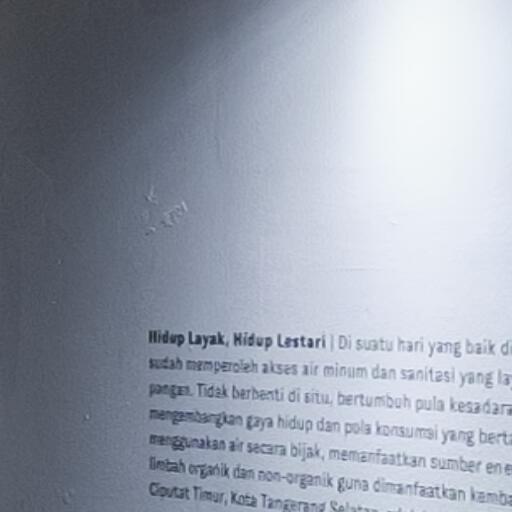 Hidup Layak, Hidup Lestari | Di suatu hari yang baik di
sudah memperoleh akses air minum dan sanitasi yang la
pangan. Tidak berhenti di situ, bertumbuh pula kesadara
mengembangkan gaya hidup dan pola konsumsi yang berta
menggunakan air secara bijak, memanfaatkan sumber ene
limbah organik dan non-organik guna dimanfaatkan kemba
Ciputat Timur, Kota Tangerang Selatan